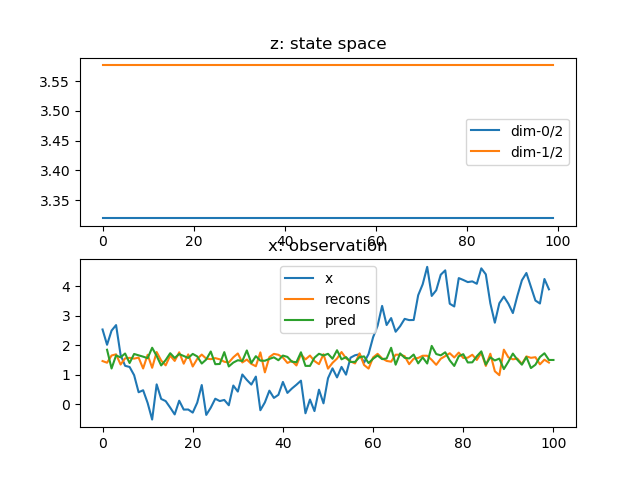 z: state space
3.55
3.50
3.45
3.40
3.35
dim-0/2
dim-1/2
0 20 40 60 80 100
x: observation
4
3
2
1
0
x
recons
pred
0 20 40 60 80 100